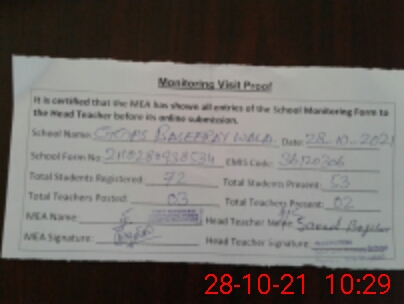 Monitoring Visit Proof
It is certified that the MEA has shown all entries of the School Monitoring Form to
the Head Teacher before its online submission.
School Name: Date: 28-10-2021
School Form No: EMIS Code:
Total Students Registered: 72 Total Students Present: 53
Total Teachers Posted: 03 Total Teachers Present: 02
MEA Name: Head Teacher Name:
MEA Signature: Head Teacher Signature:
28-10-21 10:29